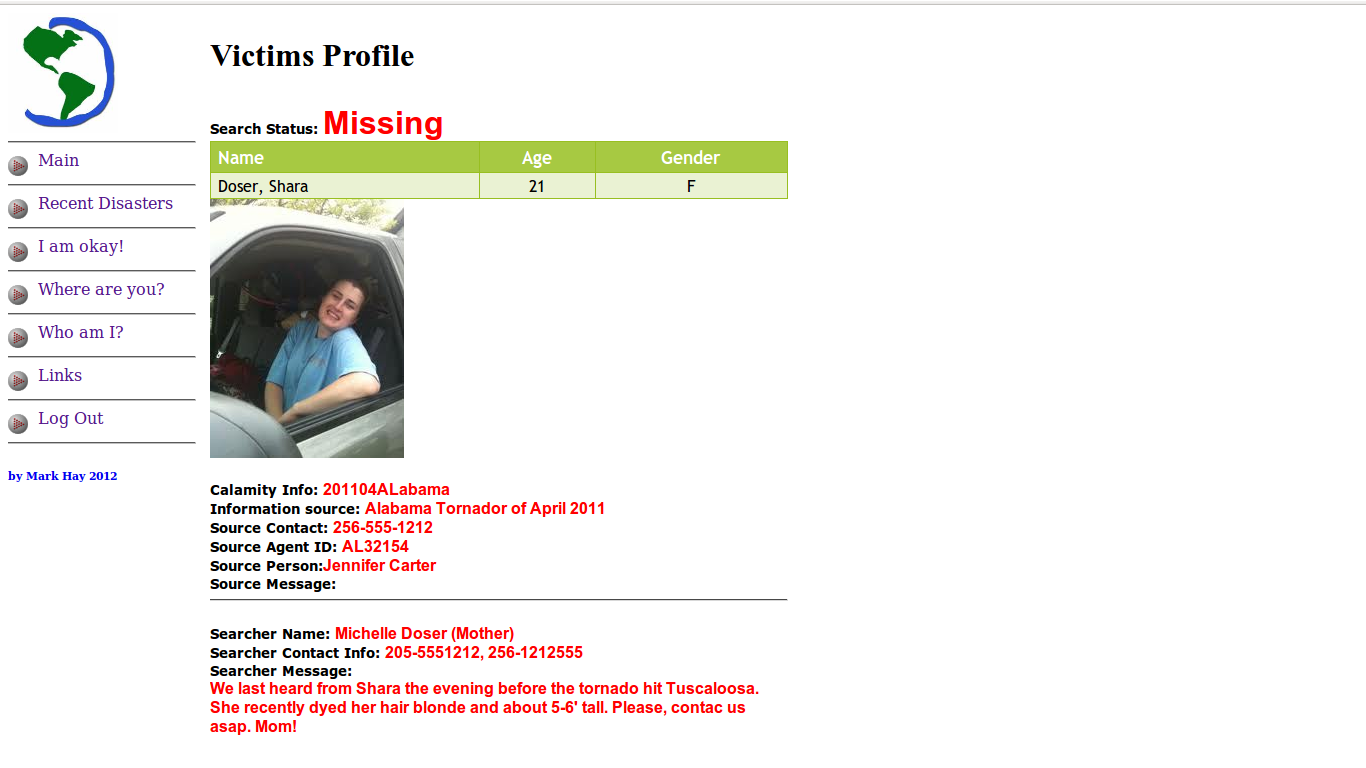 Victims Profile
Search Status: Missing
Name Age Gender
Doser, Shara 21 F
Main
Recent Disasters
I am okay!
Where are you?
Who am I?
Links
Log Out
by Mark Hay 2012
Calamity Info: 201104ALabama
Information source: Alabama Tornador of April 2011
Source Contact: 256-555-1212
Source Agent ID: AL32154
Source Person:Jennifer Carter
Source Message:
Searcher Name: Michelle Doser (Mother)
Searcher Contact Info: 205-5551212, 256-1212555
Searcher Message:
We last heard from Shara the evening before the tornado hit Tuscaloosa.
She recently dyed her hair blonde and about 5-6' tall. Please, contac us
asap. Mom!